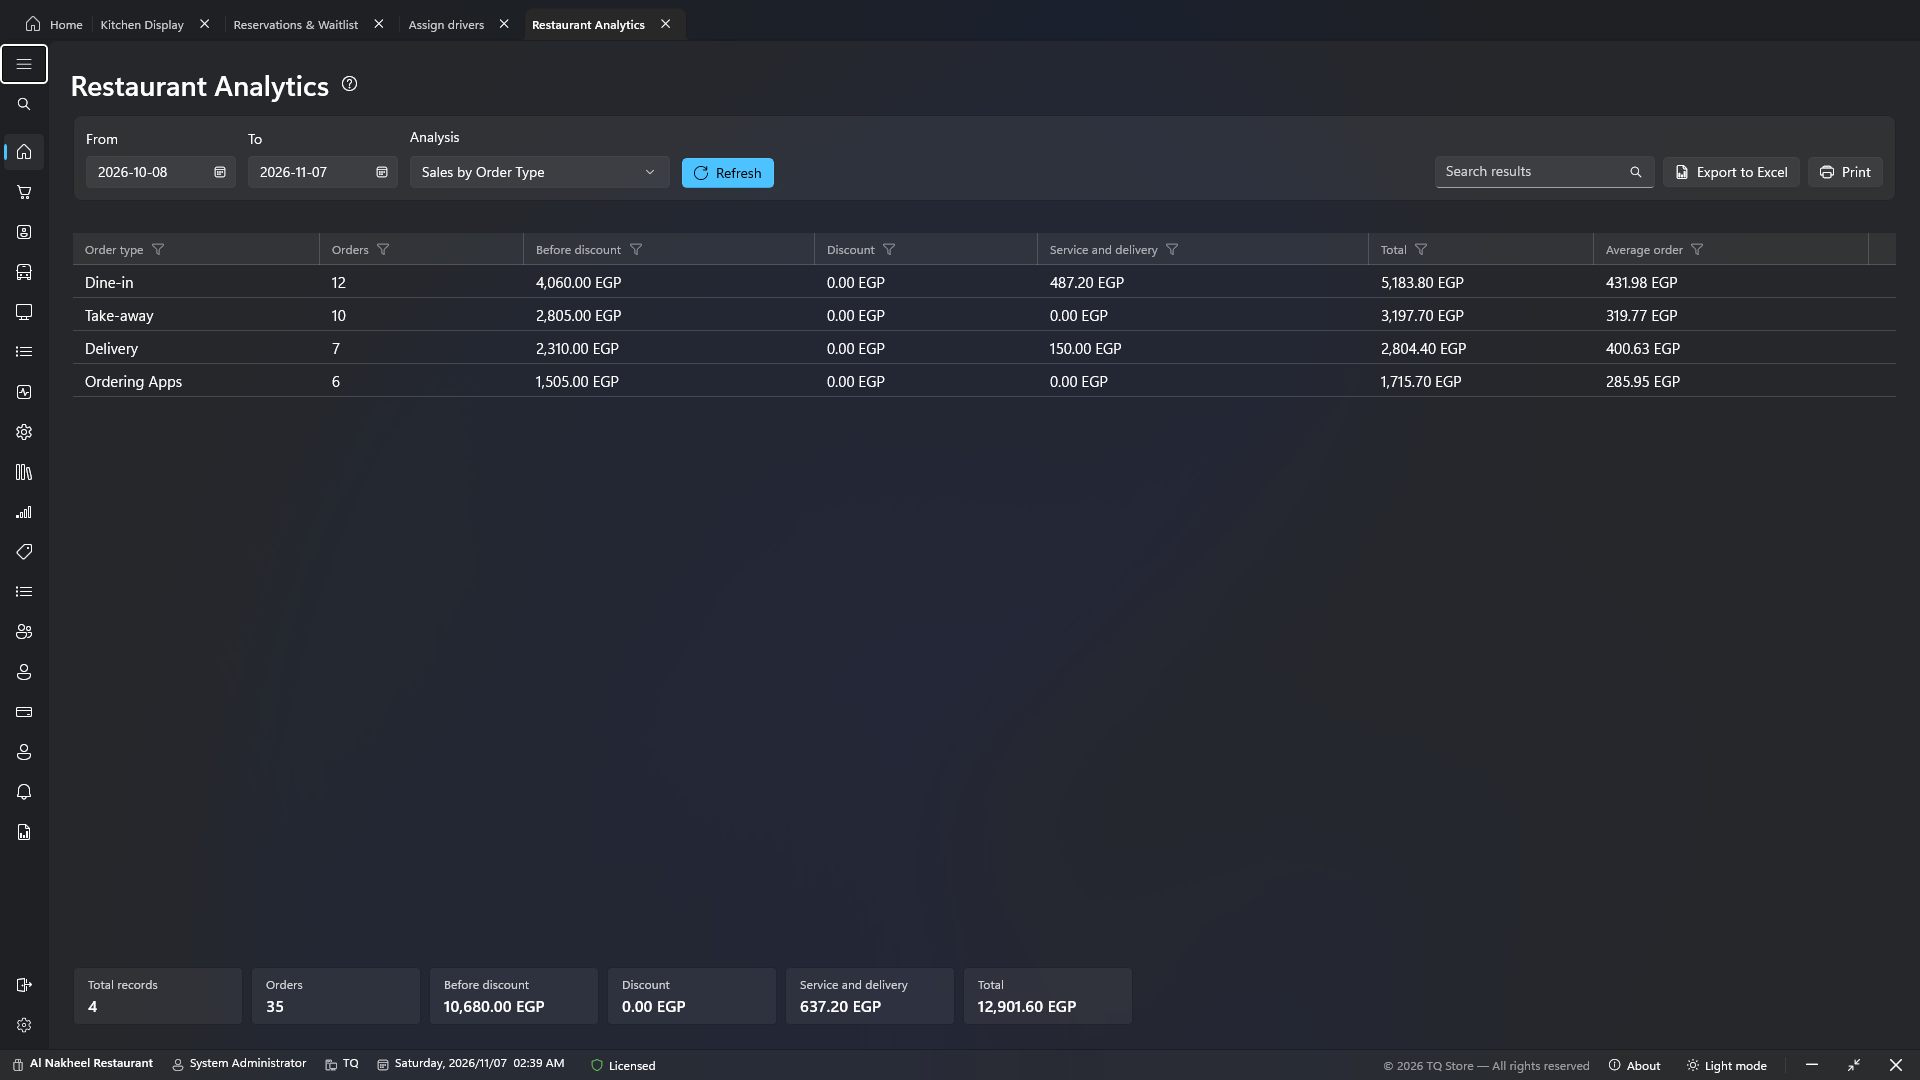 Home
Kitchen Display
Reservations & Waitlist
Assign drivers
Restaurant Analytics
Restaurant Analytics
From
To
Analysis
2026-10-08
2026-11-07
Sales by Order Type
Refresh
Search results
Export to Excel
Print
Order type Orders Before discount Discount Service and delivery Total Average order
Dine-in 12 4,060.00 EGP 0.00 EGP 487.20 EGP 5,183.80 EGP 431.98 EGP
Take-away 10 2,805.00 EGP 0.00 EGP 0.00 EGP 3,197.70 EGP 319.77 EGP
Delivery 7 2,310.00 EGP 0.00 EGP 150.00 EGP 2,804.40 EGP 400.63 EGP
Ordering Apps 6 1,505.00 EGP 0.00 EGP 0.00 EGP 1,715.70 EGP 285.95 EGP
Total records
4
Orders
35
Before discount
10,680.00 EGP
Discount
0.00 EGP
Service and delivery
637.20 EGP
Total
12,901.60 EGP
Al Nakheel Restaurant
System Administrator
TQ
Saturday, 2026/11/07 02:39 AM
Licensed
© 2026 TQ Store — All rights reserved
About
Light mode